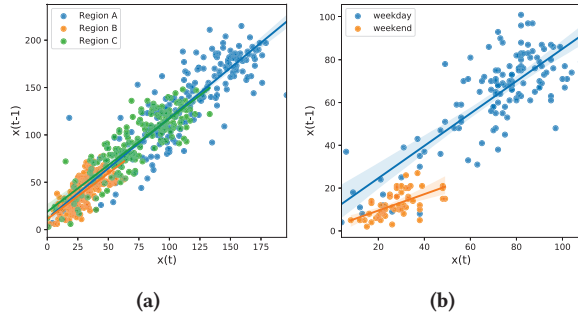 Region A
Region B
Region C
200
150
100
50
0
x(t-1)
0 25 50 75 100 125 150 175
x(t)
(a)
weekday
weekend
100
80
60
40
20
0
x(t-1)
20 40 60 80 100
x(t)
(b)